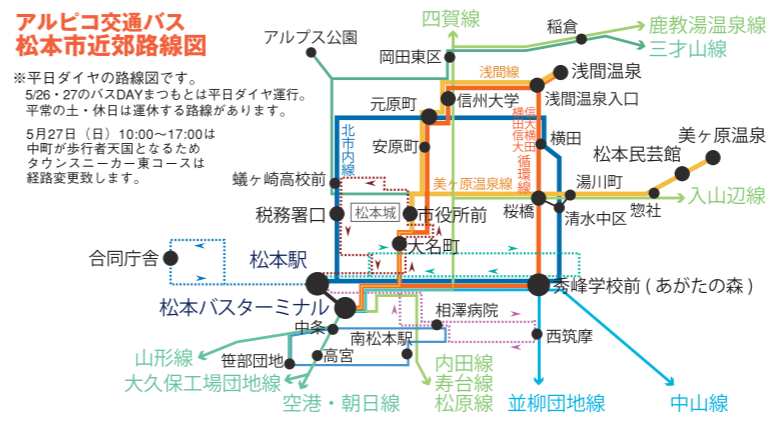 アルピコ交通バス
松本市近郊路線図
※平日ダイヤの路線図です。
5/26・27のバスDAYまつもとは平日ダイヤ運行。
平常の土・休日は運休する路線があります。
5月27日（日）10:00〜17:00は
中町が歩行者天国となるため
タウンスニーカー東コースは
経路変更致します。
四賀線
稲倉
鹿教湯温泉線
三才山線
アルプス公園
岡田東区
浅間線
浅間温泉
元原町
信州大学
浅間温泉入口
北市内線
安原町
信大横田
横田信大
循環線
横田
美ヶ原温泉
松本民芸館
蟻ヶ崎高校前
美ヶ原温泉線
湯川町
入山辺線
税務署口
松本城
市役所前
桜橋
清水中区
惣社
大名町
合同庁舎
松本駅
秀峰学校前 ( あがたの森 )
松本バスターミナル
中条
相澤病院
南松本駅
西筑摩
山形線
笹部団地
高宮
内田線
大久保工場団地線
寿台線
空港・朝日線
松原線
並柳団地線
中山線